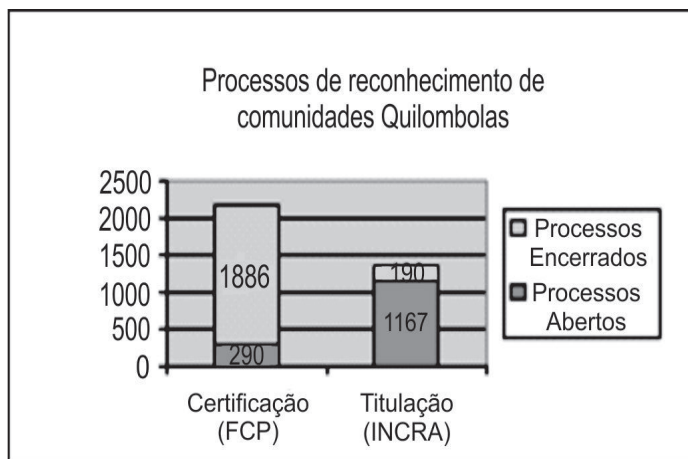 Processos de reconhecimento de
comunidades Quilombolas
2500
2000
1500
1000
500
0
1886
290
190
1167
Certificação
(FCP)
Titulação
(INCRA)
Processos
Encerrados
Processos
Abertos